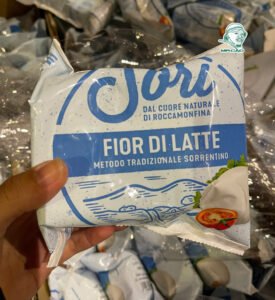 Sorì
DAL CUORE NATURALE
DI ROCCAMONFINA
FIOR DI LATTE
METODO TRADIZIONALE SORRENTINO